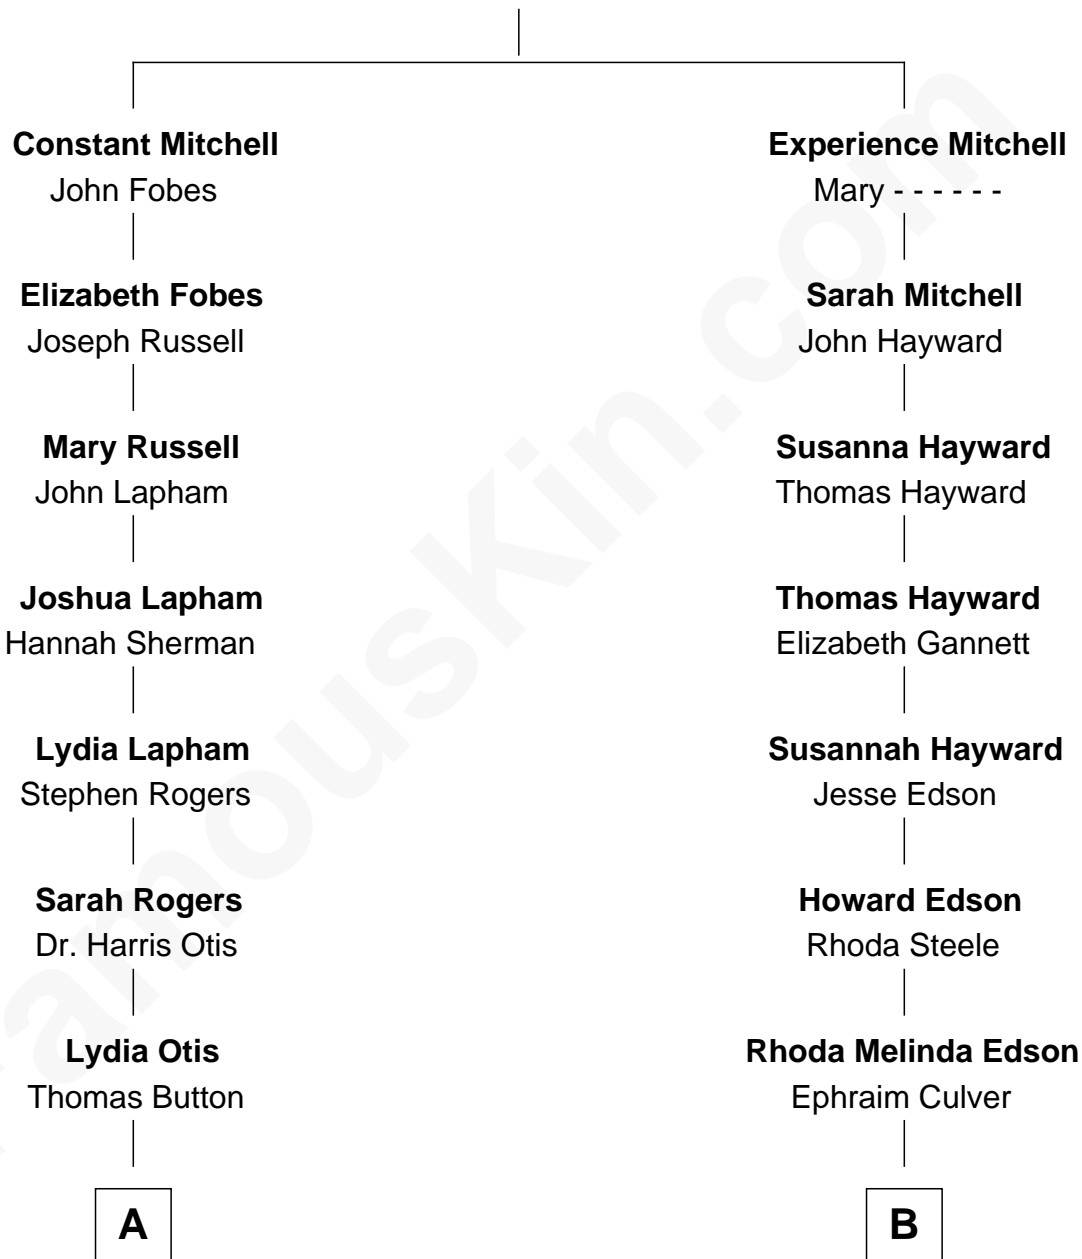 Constant Mitchell
John Fobes
Experience Mitchell
Mary - - - - - -
Elizabeth Fobes
Joseph Russell
Sarah Mitchell
John Hayward
Mary Russell
John Lapham
Susanna Hayward
Thomas Hayward
Joshua Lapham
Hannah Sherman
Thomas Hayward
Elizabeth Gannett
Lydia Lapham
Stephen Rogers
Susannah Hayward
Jesse Edson
Sarah Rogers
Dr. Harris Otis
Howard Edson
Rhoda Steele
Lydia Otis
Thomas Button
Rhoda Melinda Edson
Ephraim Culver
A
B
FamousKin.com